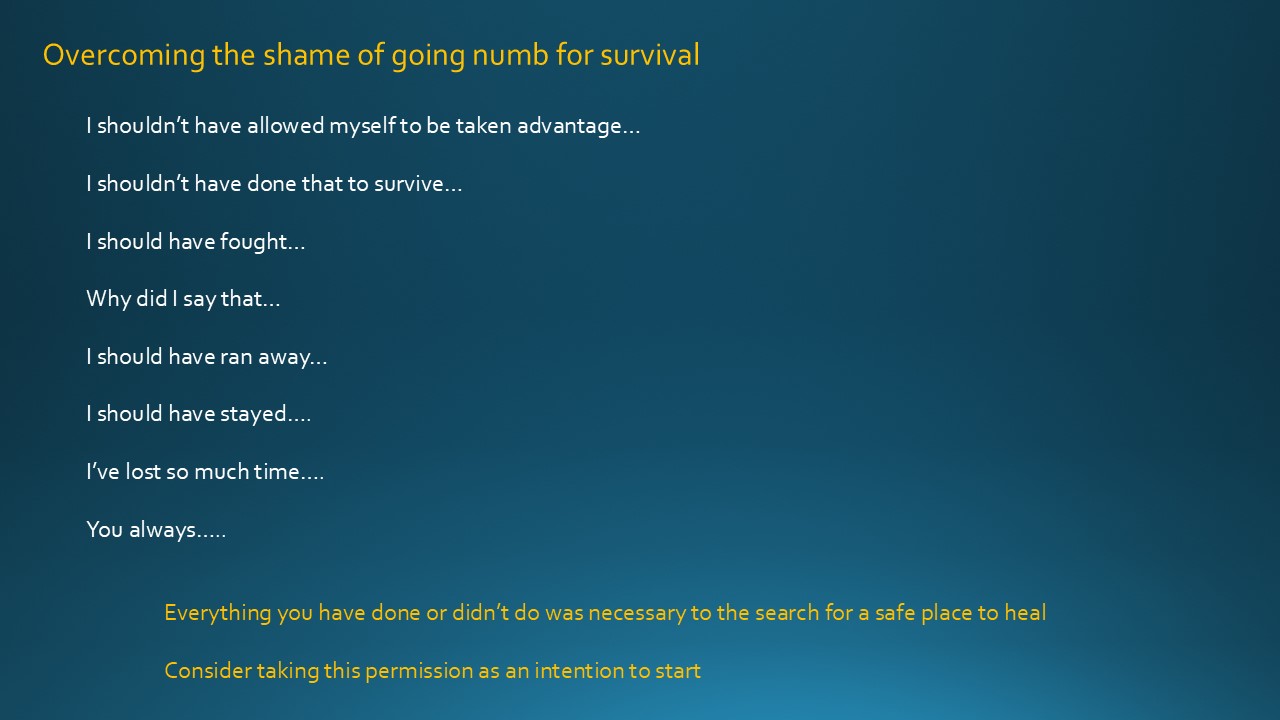 Overcoming the shame of going numb for survival
I shouldn’t have allowed myself to be taken advantage…
I shouldn’t have done that to survive…
I should have fought…
Why did I say that…
I should have ran away…
I should have stayed….
I’ve lost so much time….
You always…..
Everything you have done or didn’t do was necessary to the search for a safe place to heal
Consider taking this permission as an intention to start